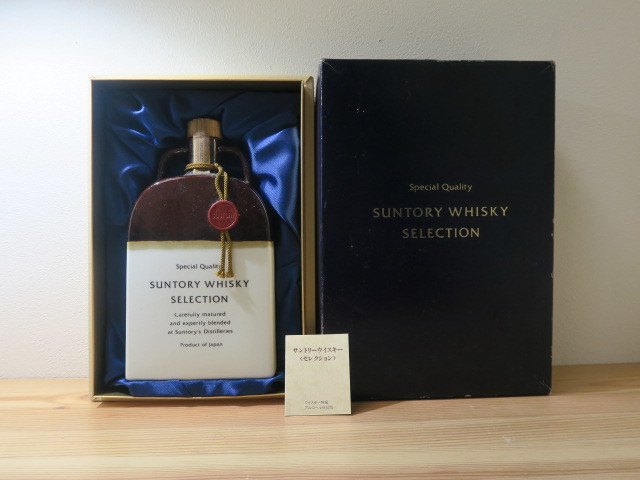 Special Quality
SUNTORY WHISKY
SELECTION
Carefully matured
and expertly blended
at Suntory's Distilleries
Product of Japan
Special Quality
SUNTORY WHISKY
SELECTION
サントリーウイスキー
〈セレクション〉